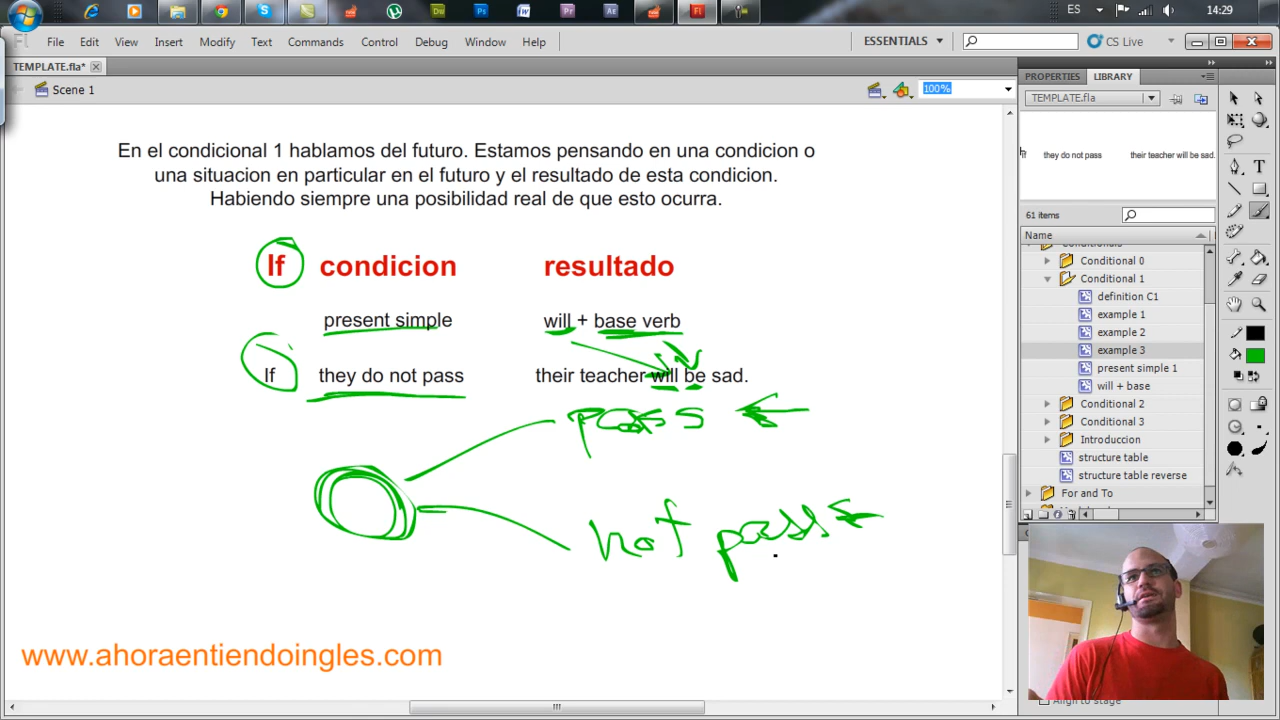 ES
14:29
File Edit View Insert Modify Text Commands Control Debug Window Help
ESSENTIALS
CS Live
TEMPLATE.fla*
Scene 1
100%
PROPERTIES LIBRARY
TEMPLATE.fla
If they do not pass their teacher will be sad.
61 items
Name
Conditionals
Conditional 0
Conditional 1
definition C1
example 1
example 2
example 3
present simple 1
will + base
Conditional 2
Conditional 3
Introduccion
structure table
structure table reverse
For and To
Align to stage
En el condicional 1 hablamos del futuro. Estamos pensando en una condicion o
una situacion en particular en el futuro y el resultado de esta condicion.
Habiendo siempre una posibilidad real de que esto ocurra.
If condicion resultado
present simple will + base verb
If they do not pass their teacher will be sad.
pass
not pass
www.ahoraentiendoingles.com